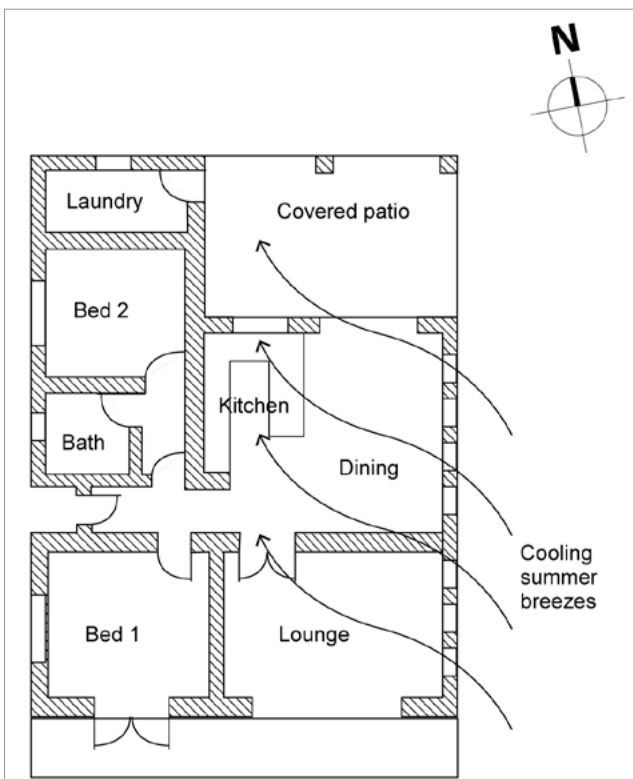 N
Laundry
Covered patio
Bed 2
Kitchen
Bath
Dining
Cooling
summer
breezes
Bed 1
Lounge